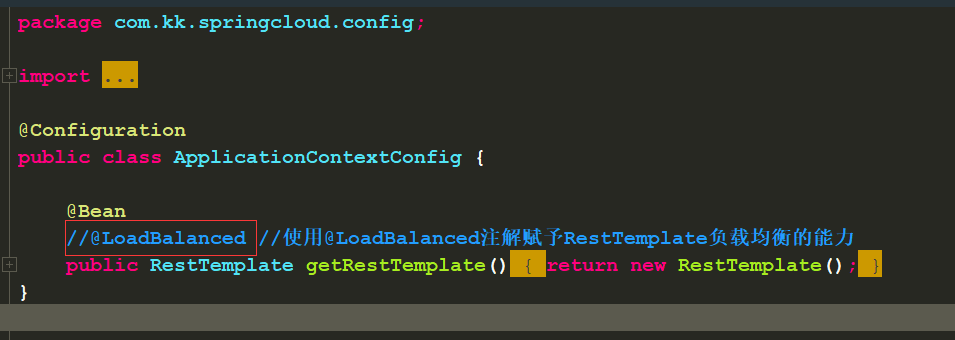 package com.kk.springcloud.config;
import ...
@Configuration
public class ApplicationContextConfig {
@Bean
//@LoadBalanced //使用@LoadBalanced注解赋予RestTemplate负载均衡的能力
public RestTemplate getRestTemplate() { return new RestTemplate(); }
}